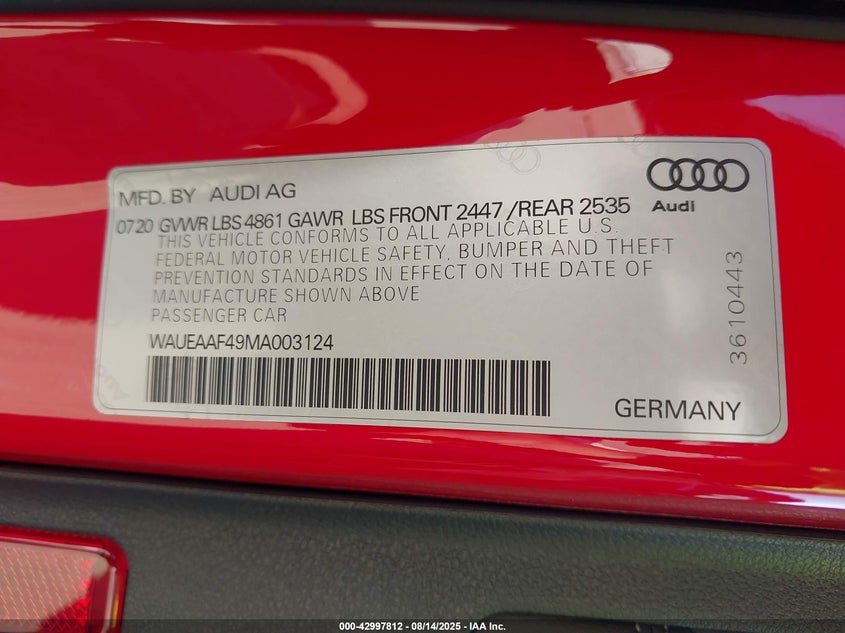 MFD. BY AUDI AG
Audi
0720 GVWR LBS 4861 GAWR LBS FRONT 2447 /REAR 2535
THIS VEHICLE CONFORMS TO ALL APPLICABLE U.S.
FEDERAL MOTOR VEHICLE SAFETY, BUMPER AND THEFT
PREVENTION STANDARDS IN EFFECT ON THE DATE OF
MANUFACTURE SHOWN ABOVE
PASSENGER CAR
WAUEAAF49MA003124
3610443
GERMANY
000-42997812 - 08/14/2025 - IAA Inc.